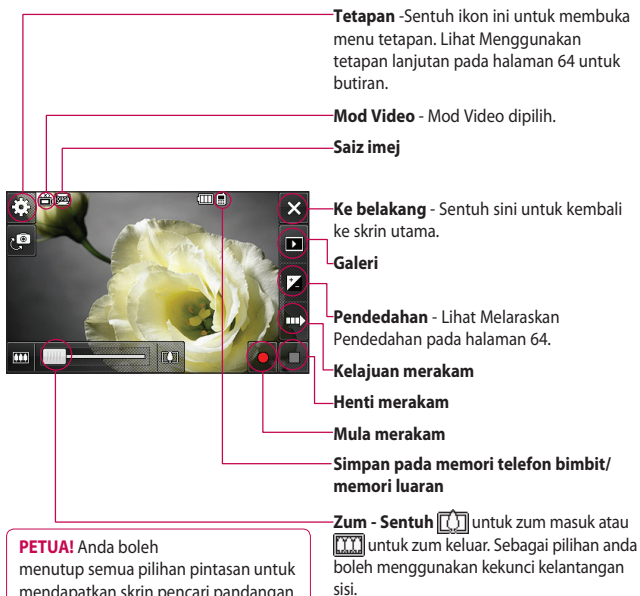 Tetapan -Sentuh ikon ini untuk membuka
menu tetapan. Lihat Menggunakan
tetapan lanjutan pada halaman 64 untuk
butiran.
Mod Video - Mod Video dipilih.
Saiz imej
Ke belakang - Sentuh sini untuk kembali
ke skrin utama.
Galeri
Pendedahan - Lihat Melaraskan
Pendedahan pada halaman 64.
Kelajuan merakam
Henti merakam
Mula merakam
Simpan pada memori telefon bimbit/
memori luaran
Zum - Sentuh untuk zum masuk atau
untuk zum keluar. Sebagai pilihan anda
boleh menggunakan kekunci kelantangan
sisi.
PETUA! Anda boleh
menutup semua pilihan pintasan untuk
mendapatkan skrin pencari pandangan